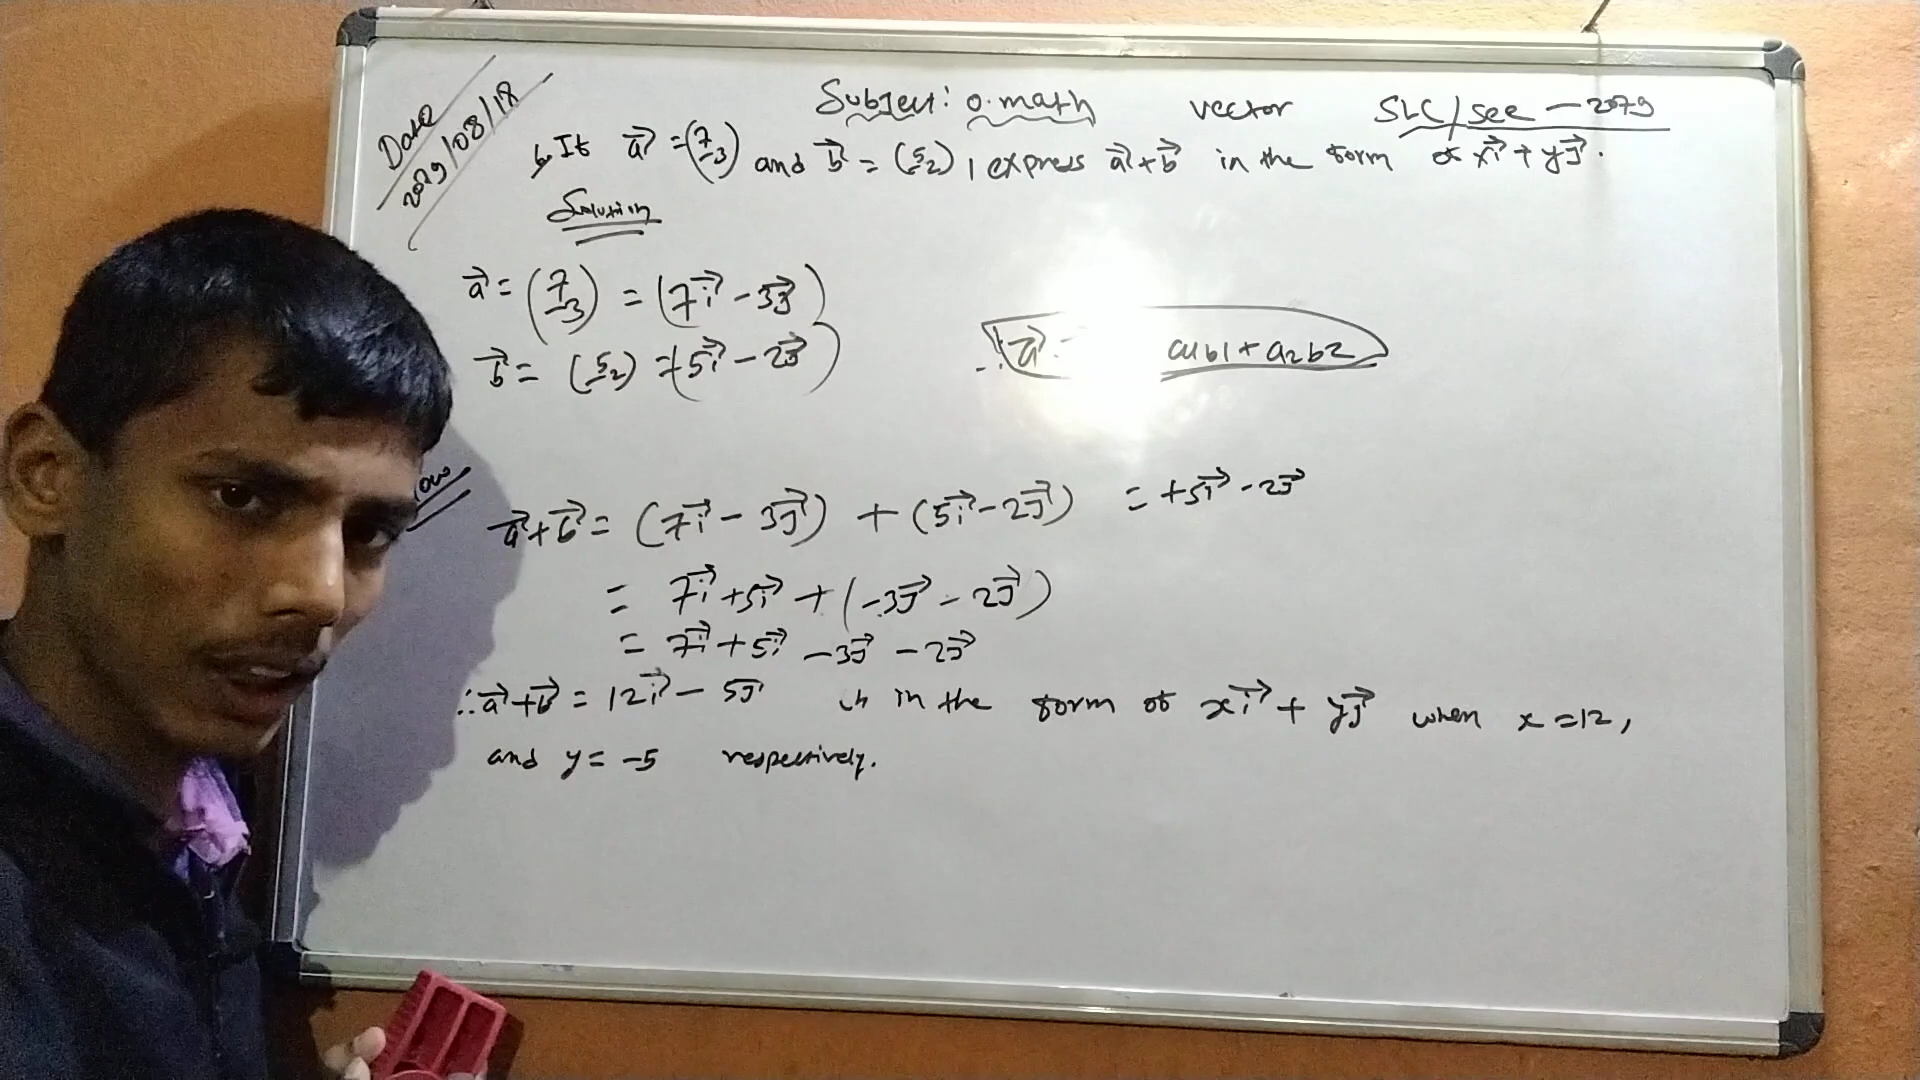 Date
2079/08/18
Subject: O. math vector SLC/SEE - 2079
If a⃗ = (7 -3) and b⃗ = (5 -2), express a⃗+b⃗ in the form of xi⃗ + yj⃗.
Solution
a⃗ = (7 -3) = (7i⃗ - 3j⃗)
b⃗ = (5 -2) = (5i⃗ - 2j⃗)
∴ a⃗ a1b1 + a2b2
a⃗+b⃗ = (7i⃗ - 3j⃗) + (5i⃗ - 2j⃗) = +5i⃗ - 2j⃗
= 7i⃗ + 5i⃗ + (-3j⃗ - 2j⃗)
= 7i⃗ + 5i⃗ - 3j⃗ - 2j⃗
∴ a⃗+b⃗ = 12i⃗ - 5j⃗ in the form of xi⃗ + yj⃗ when x = 12,
and y = -5 respectively.